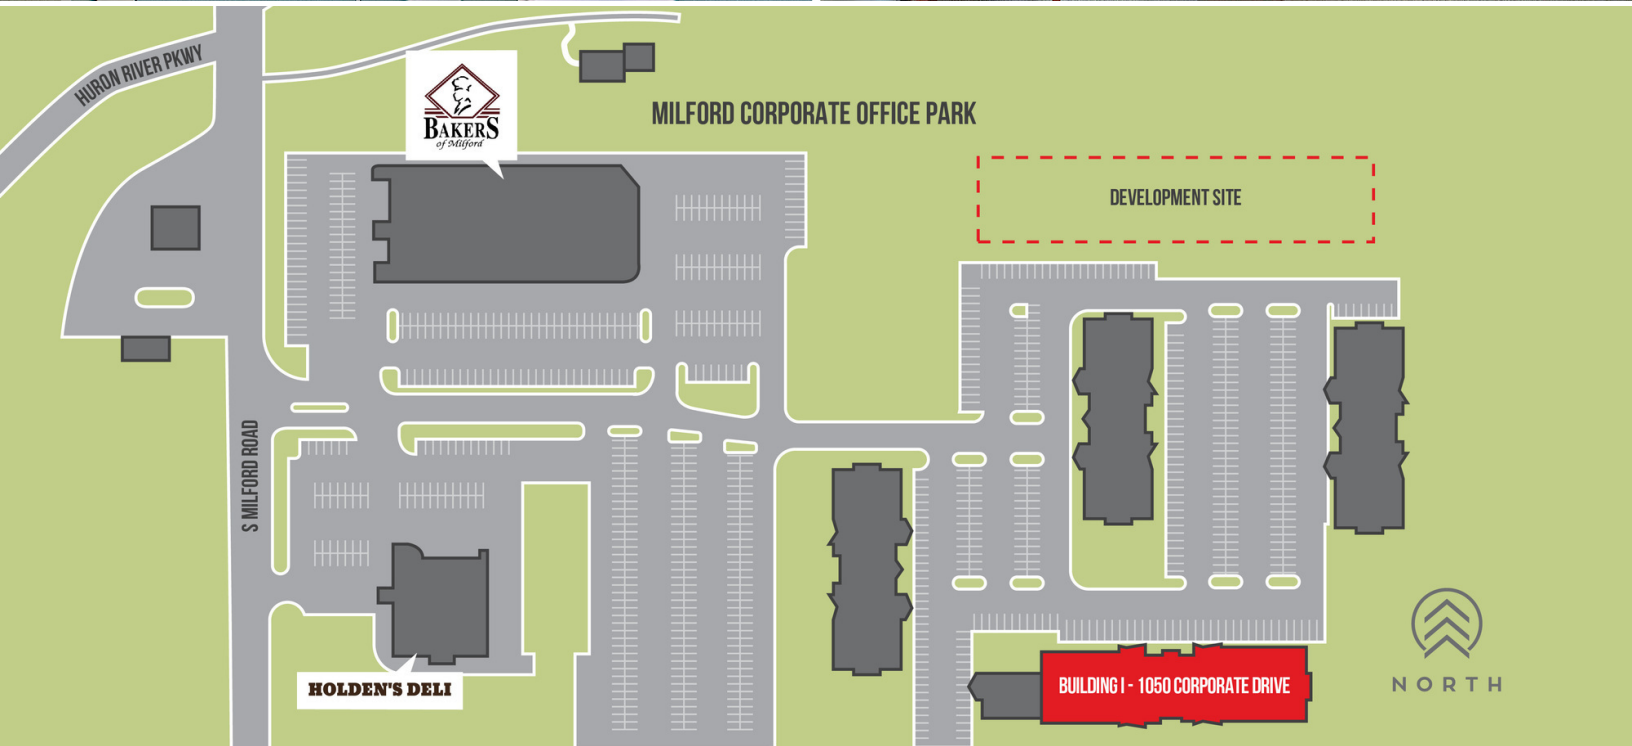 HURON RIVER PKWY
BAKERS
of Milford
MILFORD CORPORATE OFFICE PARK
DEVELOPMENT SITE
S MILFORD ROAD
HOLDEN'S DELI
BUILDING I - 1050 CORPORATE DRIVE
NORTH